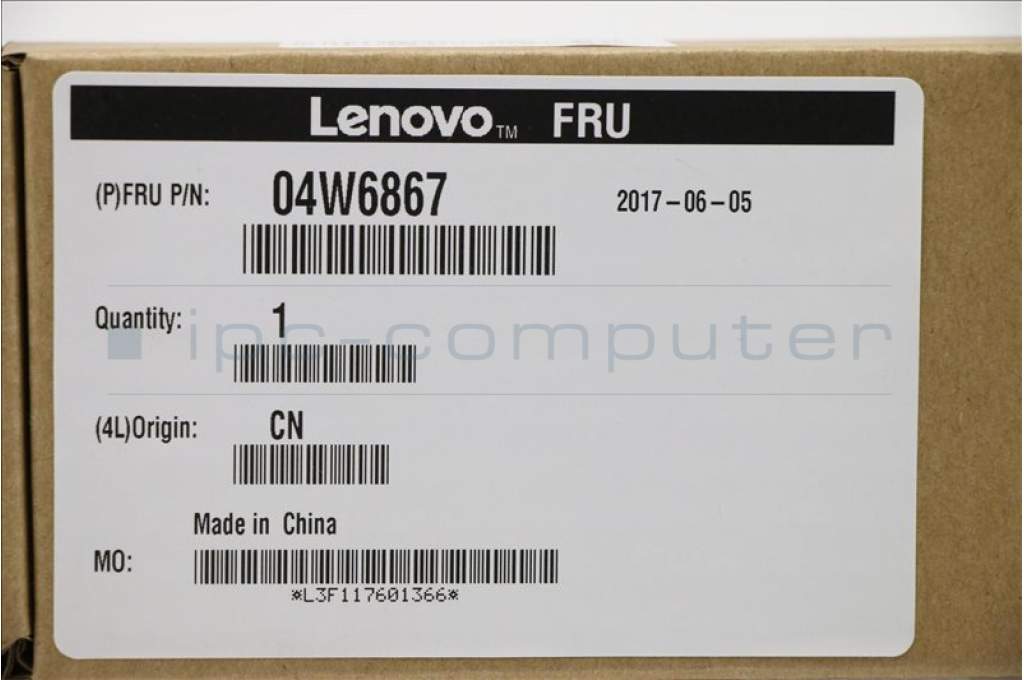 Lenovo™ FRU
(P)FRU P/N: 04W6867 2017-06-05
Quantity: 1
ipc-computer
(4L)Origin: CN
Made in China
MO:
*L3F117601366*